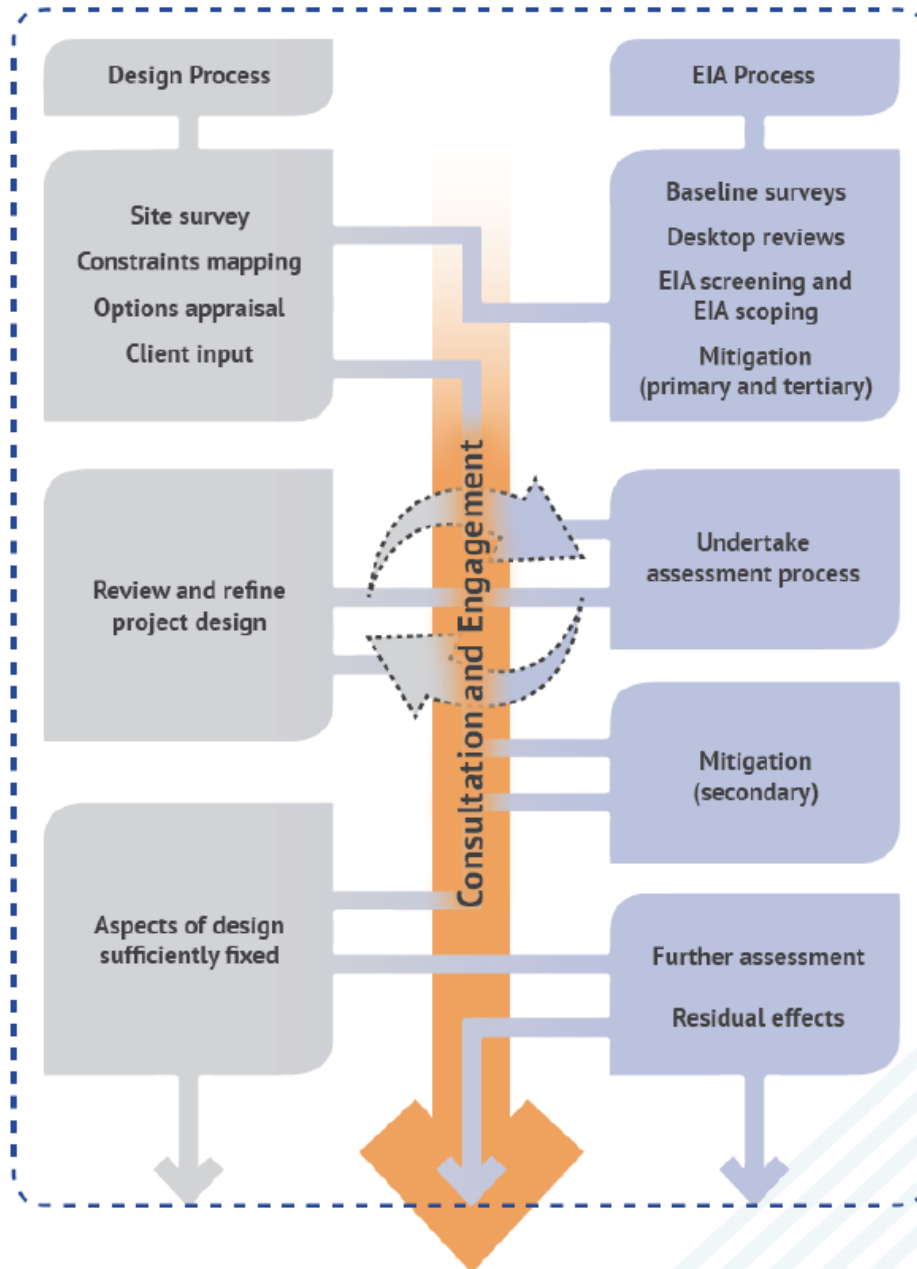 Design Process
EIA Process
Site survey
Constraints mapping
Options appraisal
Client input
Baseline surveys
Desktop reviews
EIA screening and
EIA scoping
Mitigation
(primary and tertiary)
Consultation and Engagement
Review and refine
project design
Undertake
assessment process
Mitigation
(secondary)
Aspects of design
sufficiently fixed
Further assessment
Residual effects